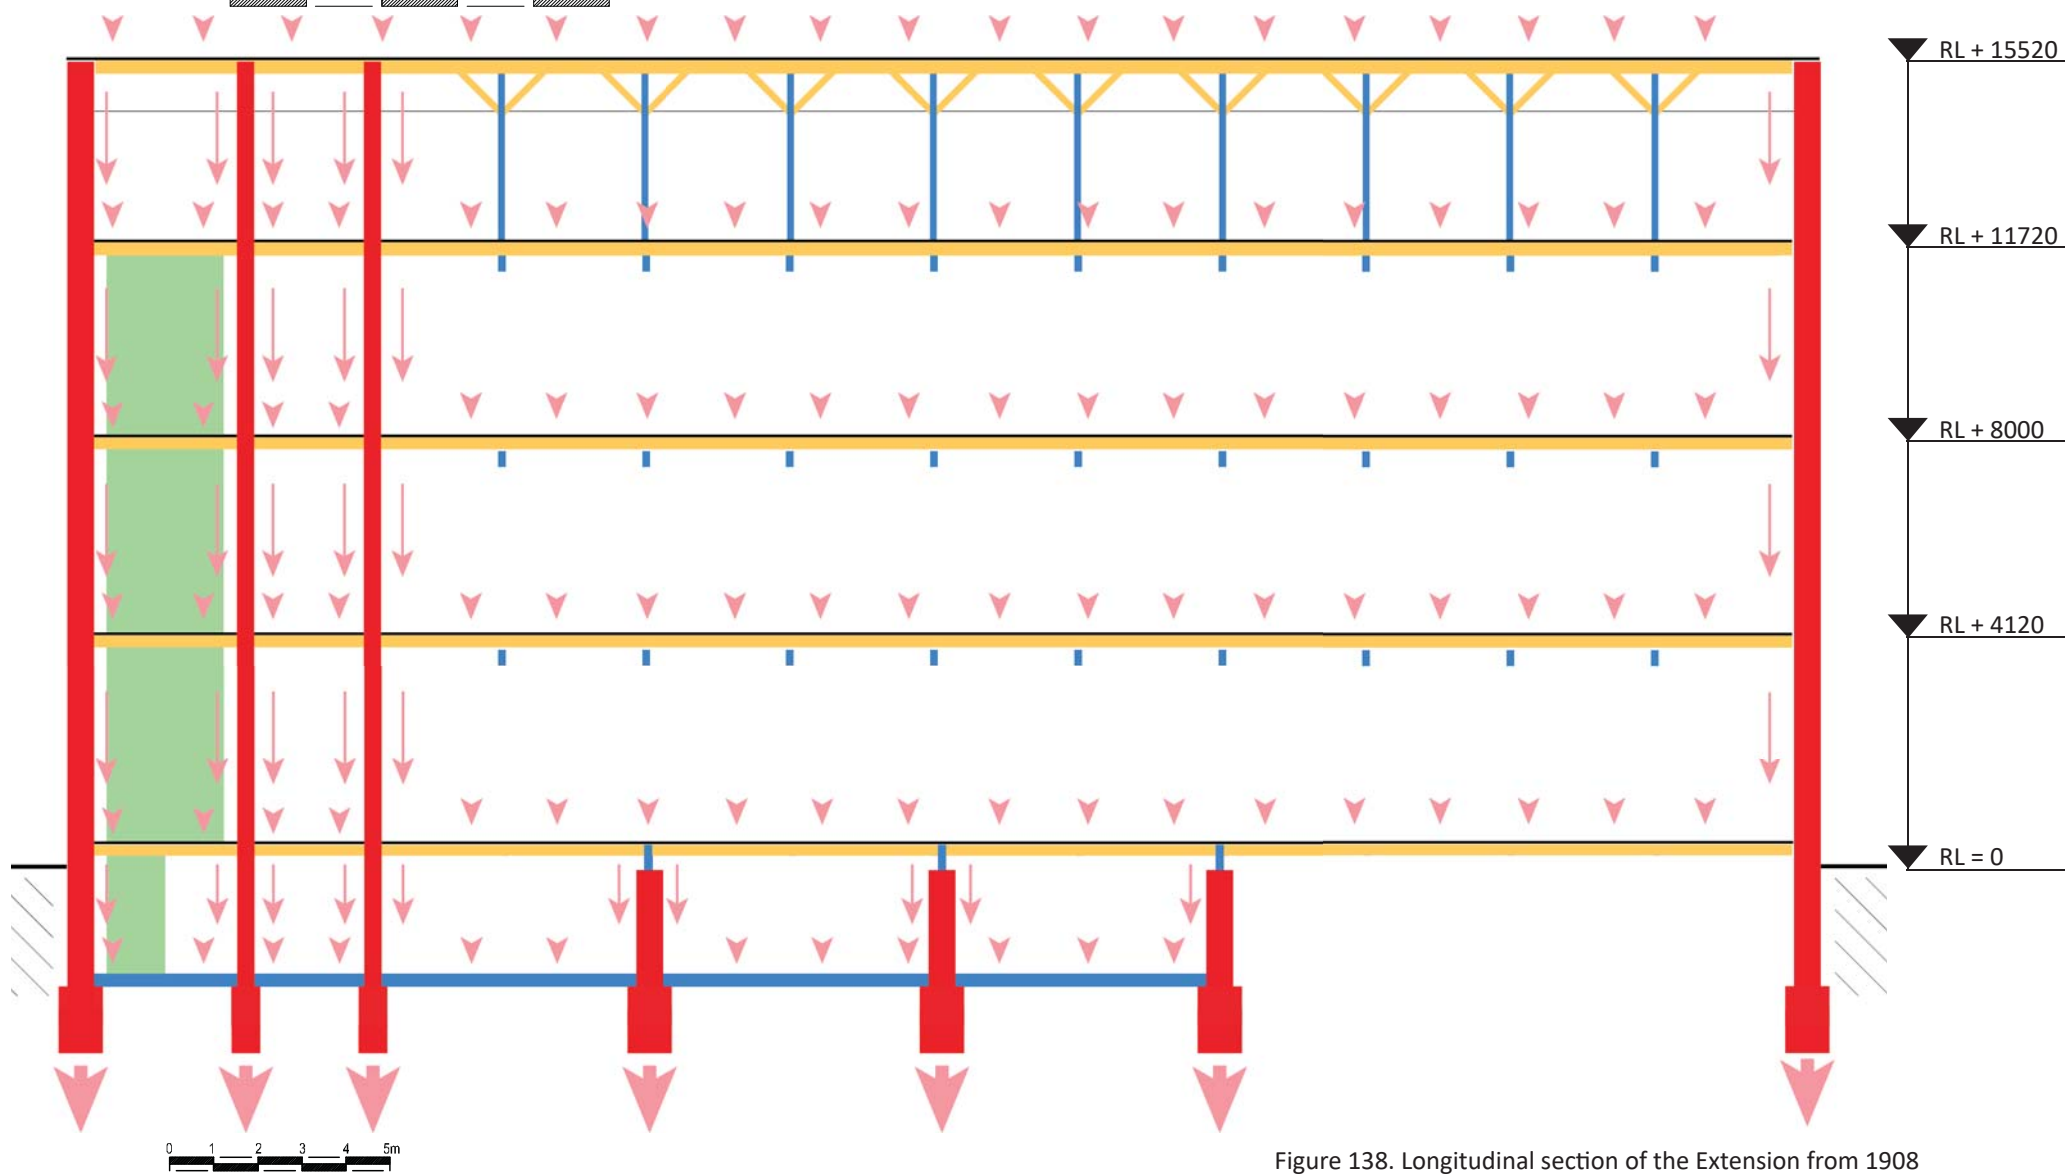 RL + 15520
RL + 11720
RL + 8000
RL + 4120
RL = 0
0 1 2 3 4 5m
Figure 138. Longitudinal section of the Extension from 1908